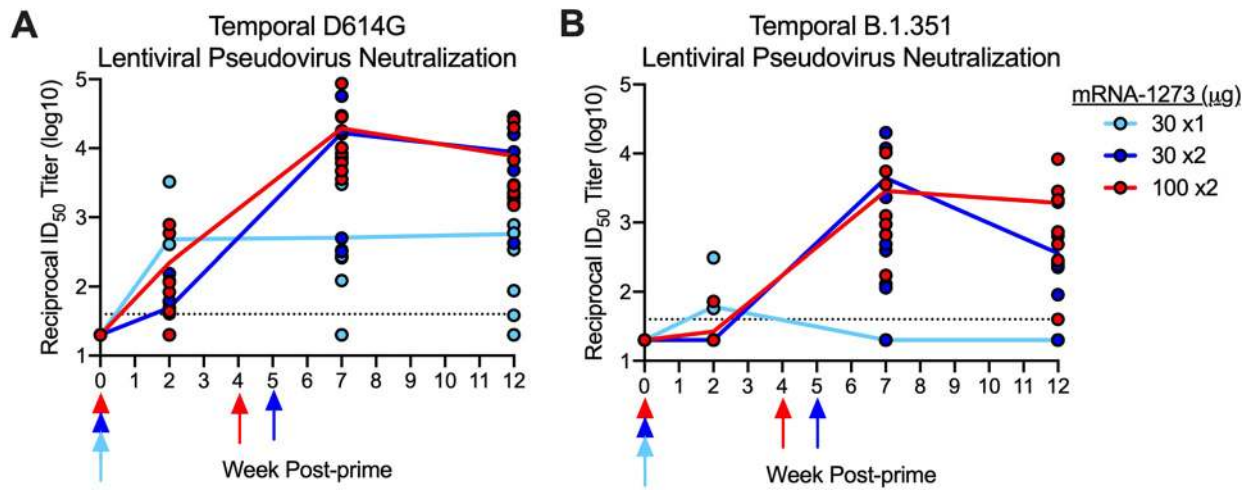 A
Temporal D614G
Lentiviral Pseudovirus Neutralization
Reciprocal ID50 Titer (log10)
5
4
3
2
1
0 1 2 3 4 5 6 7 8 9 10 11 12
Week Post-prime
B
Temporal B.1.351
Lentiviral Pseudovirus Neutralization
Reciprocal ID50 Titer (log10)
5
4
3
2
1
0 1 2 3 4 5 6 7 8 9 10 11 12
Week Post-prime
mRNA-1273 (µg)
30 x1
30 x2
100 x2